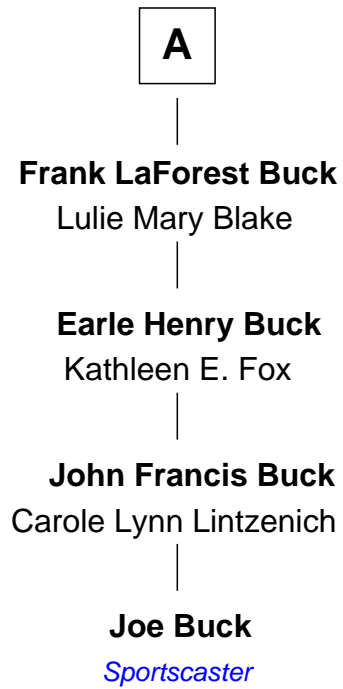 A
Frank LaForest Buck
Lulie Mary Blake
Earle Henry Buck
Kathleen E. Fox
John Francis Buck
Carole Lynn Lintzenich
Joe Buck
Sportscaster